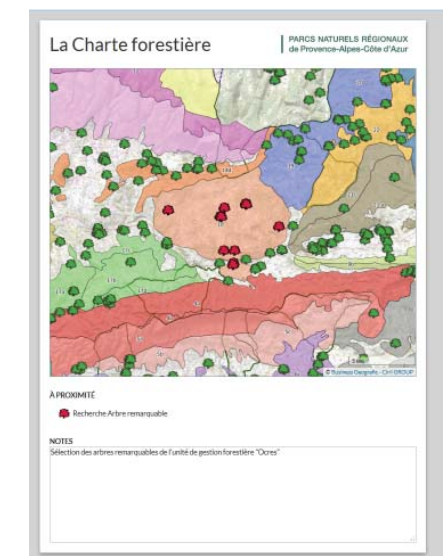 La Charte forestière
PARCS NATURELS RÉGIONAUX
de Provence-Alpes-Côte d'Azur
© Business Geografic - Ciril GROUP
À PROXIMITÉ
Recherche Arbre remarquable
NOTES
Sélection des arbres remarquables de l'unité de gestion forestière "Ocres"